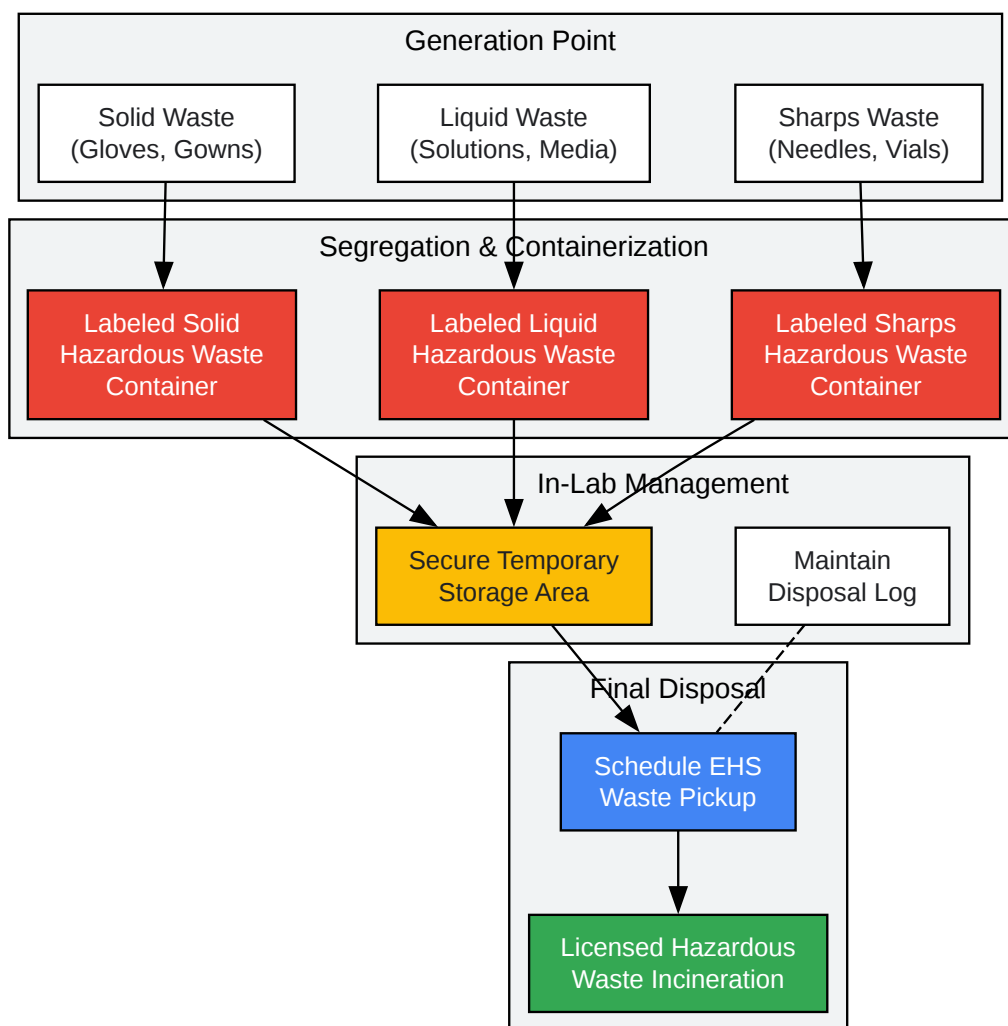 Generation Point
Solid Waste
(Gloves, Gowns)
Liquid Waste
(Solutions, Media)
Sharps Waste
(Needles, Vials)
Segregation & Containerization
Labeled Solid
Hazardous Waste
Container
Labeled Liquid
Hazardous Waste
Container
Labeled Sharps
Hazardous Waste
Container
In-Lab Management
Secure Temporary
Storage Area
Maintain
Disposal Log
Final Disposal
Schedule EHS
Waste Pickup
Licensed Hazardous
Waste Incineration